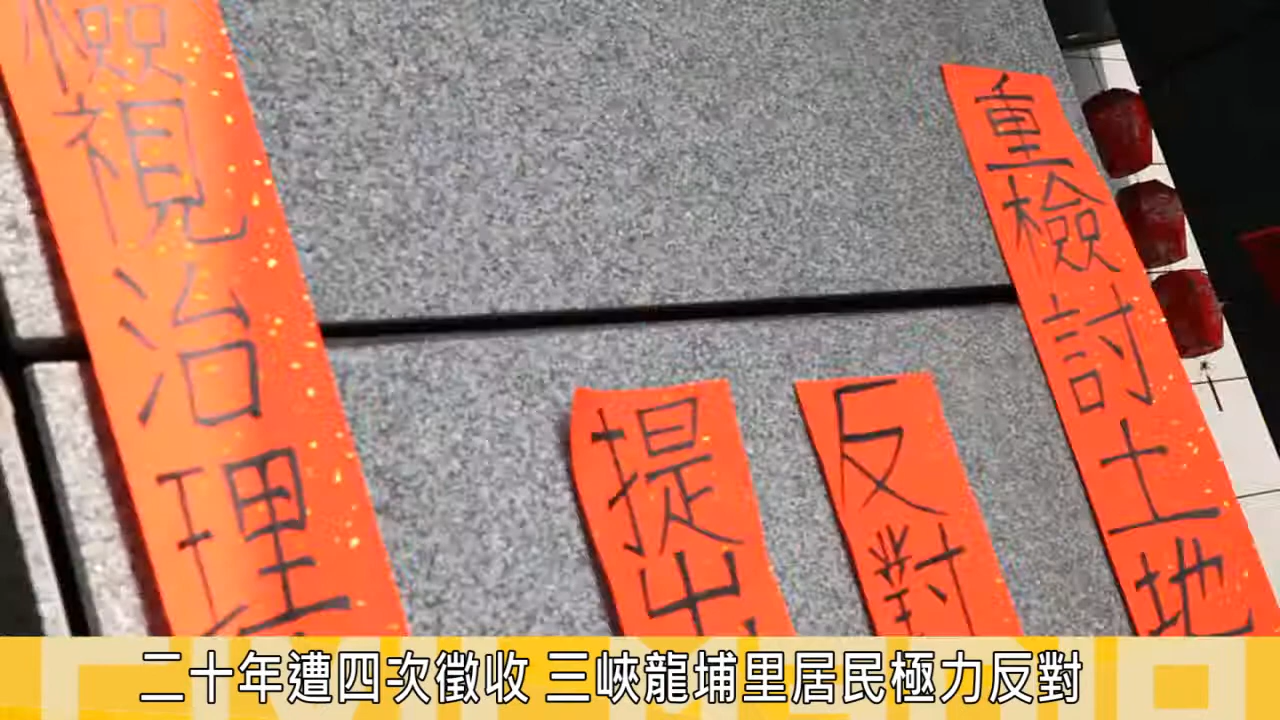 檢視治理
提出
反對
重檢討土地
二十年遭四次徵收 三峽龍埔里居民極力反對